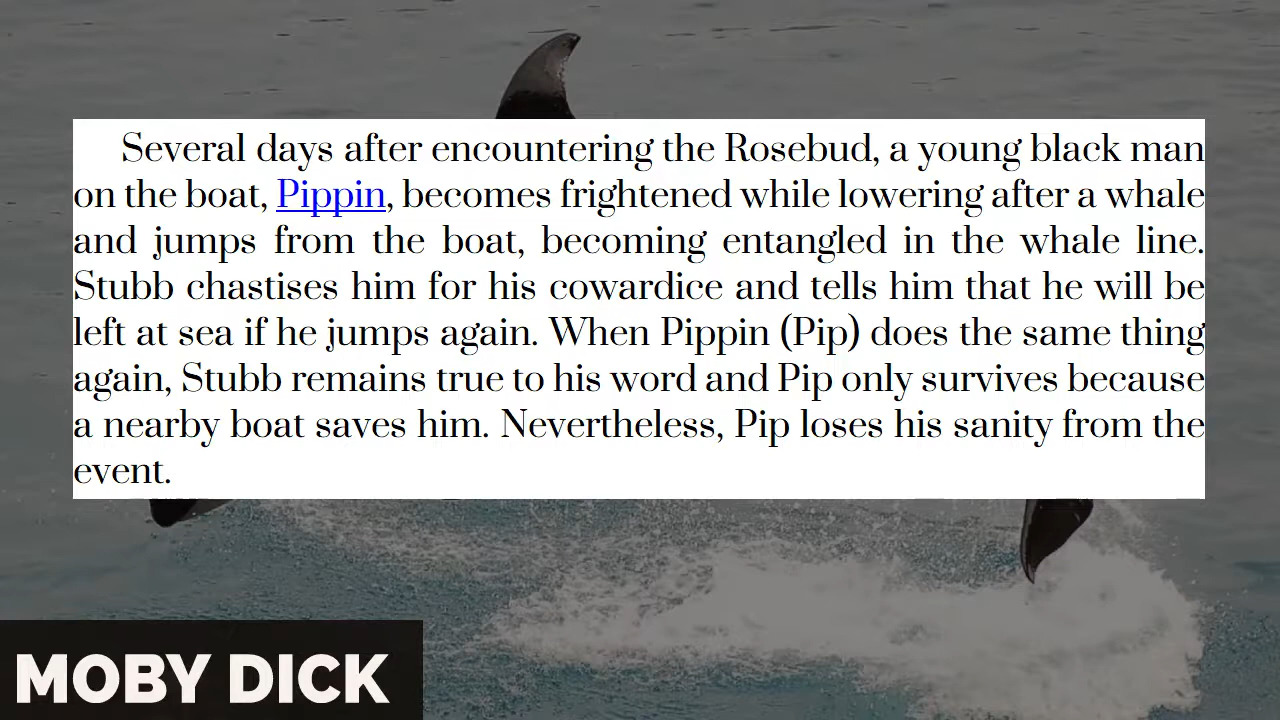 Several days after encountering the Rosebud, a young black man
on the boat, Pippin, becomes frightened while lowering after a whale
and jumps from the boat, becoming entangled in the whale line.
Stubb chastises him for his cowardice and tells him that he will be
left at sea if he jumps again. When Pippin (Pip) does the same thing
again, Stubb remains true to his word and Pip only survives because
a nearby boat saves him. Nevertheless, Pip loses his sanity from the
event.
MOBY DICK